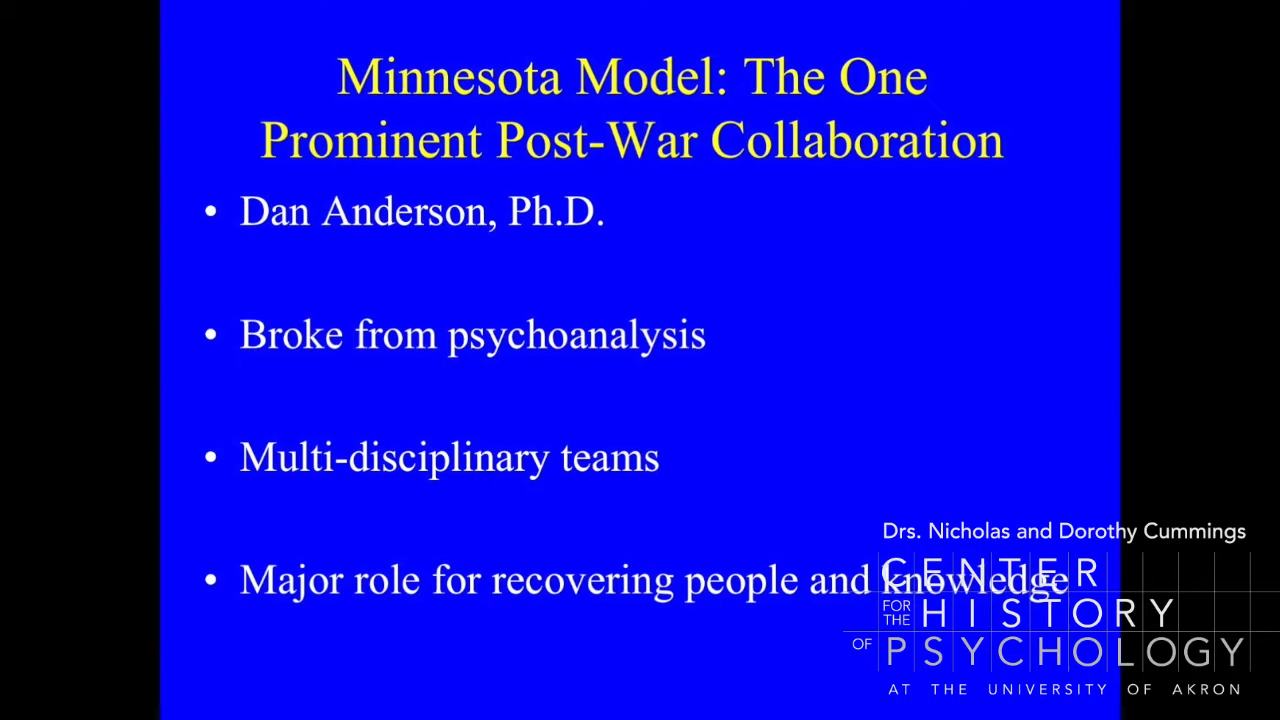 Minnesota Model: The One
Prominent Post-War Collaboration
• Dan Anderson, Ph.D.
• Broke from psychoanalysis
• Multi-disciplinary teams
• Major role for recovering people and knowledge
Drs. Nicholas and Dorothy Cummings
CENTER
FOR THE HISTORY
OF PSYCHOLOGY
AT THE UNIVERSITY OF AKRON